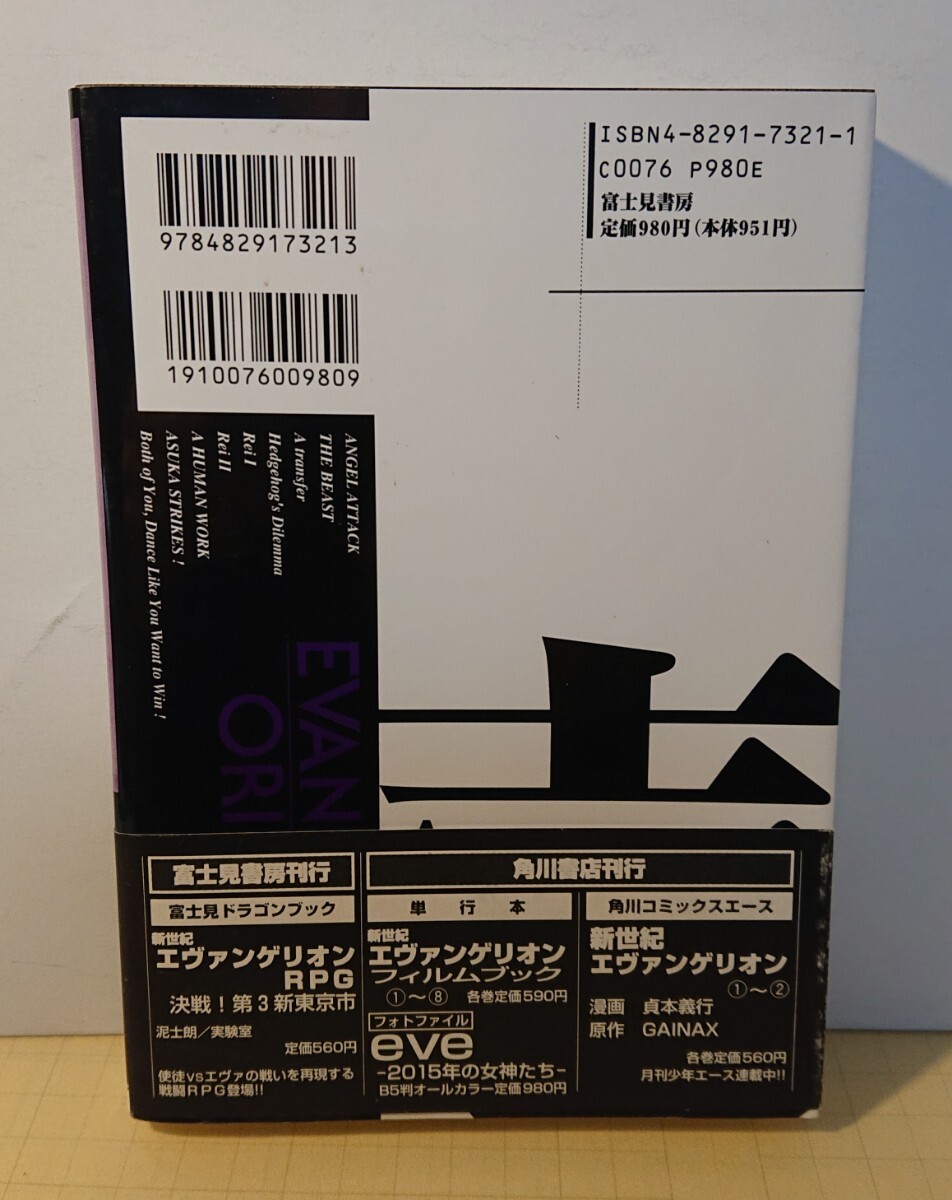 9784829173213
1910076009809
ISBN4-8291-7321-1
C0076 P980E
富士見書房
定価980円(本体951円)
ANGEL ATTACK
THE BEAST
A transfer
Hedgehog's Dilemma
Rei I
Rei II
A HUMAN WORK
ASUKA STRIKES !
Both of You, Dance Like You Want to Win !
EVAN
ORI
富士見書房刊行
富士見ドラゴンブック
新世紀
エヴァンゲリオン
RPG
決戦!第3新東京市
泥士朗/実験室
定価560円
使徒vsエヴァの戦いを再現する
戦闘RPG登場!!
角川書店刊行
単行本
新世紀
エヴァンゲリオン
フィルムブック
①~⑧ 各巻定価590円
フォトファイル
eve
-2015年の女神たち-
B5判オールカラー定価980円
角川コミックスエース
新世紀
エヴァンゲリオン
①~②
漫画 貞本義行
原作 GAINAX
各巻定価560円
月刊少年エース連載中!!